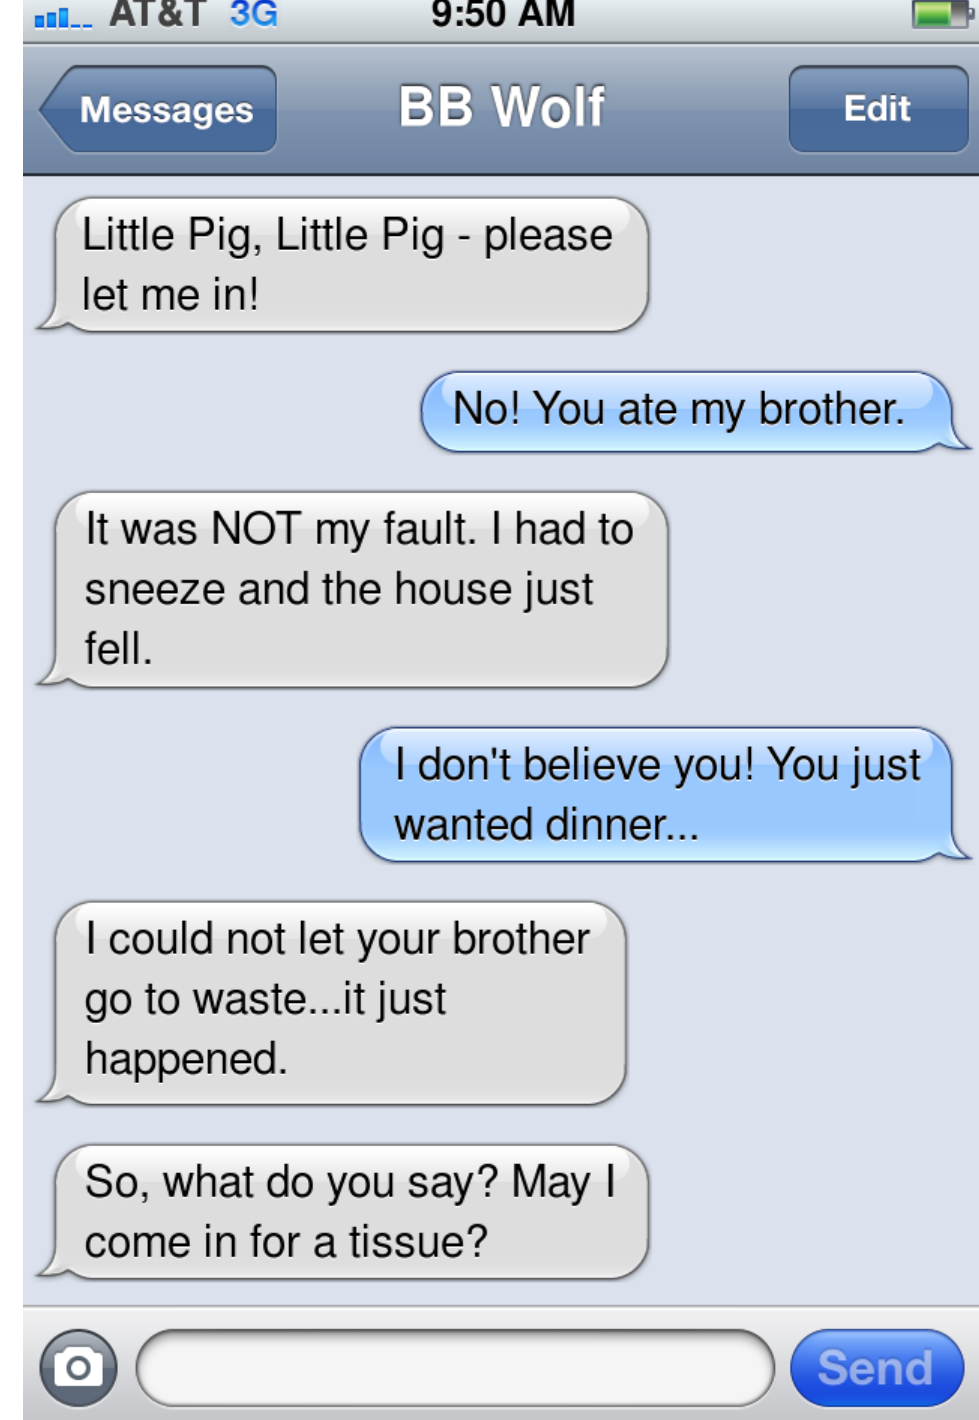 AT&T 3G 9:50 AM
Messages BB Wolf Edit
Little Pig, Little Pig - please
let me in!
No! You ate my brother.
It was NOT my fault. I had to
sneeze and the house just
fell.
I don't believe you! You just
wanted dinner...
I could not let your brother
go to waste...it just
happened.
So, what do you say? May I
come in for a tissue?
Send